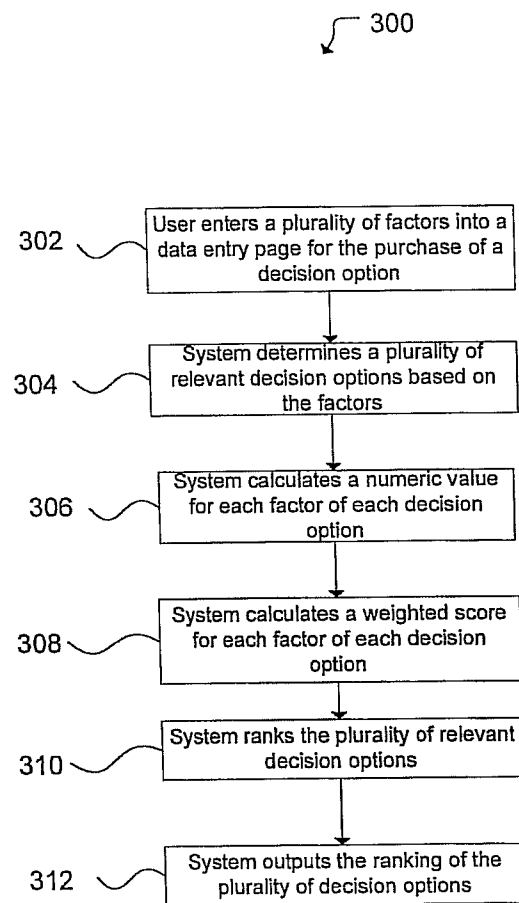 300
302
User enters a plurality of factors into a
data entry page for the purchase of a
decision option
304
System determines a plurality of
relevant decision options based on
the factors
306
System calculates a numeric value
for each factor of each decision
option
308
System calculates a weighted score
for each factor of each decision
option
310
System ranks the plurality of relevant
decision options
312
System outputs the ranking of the
plurality of decision options